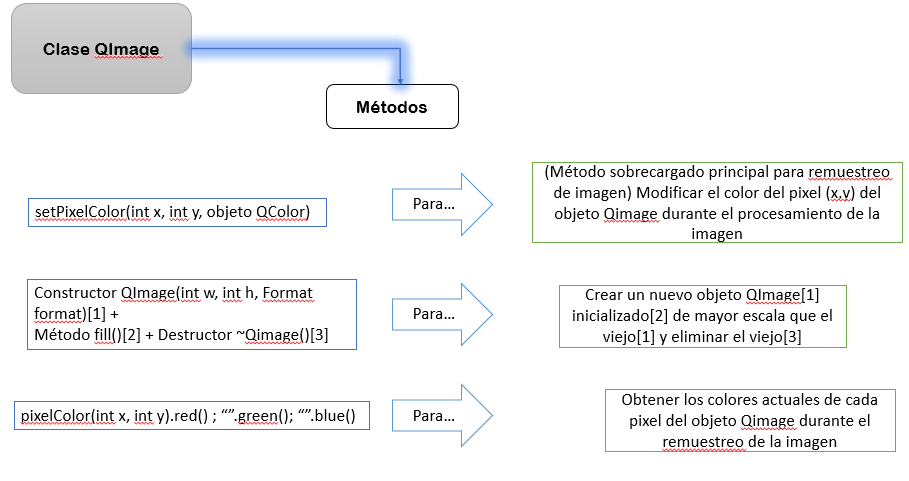 Clase QImage
Métodos
setPixelColor(int x, int y, objeto QColor)
Para...
(Método sobrecargado principal para remuestreo
de imagen) Modificar el color del pixel (x,y) del
objeto Qimage durante el procesamiento de la
imagen
Constructor QImage(int w, int h, Format
format)[1] +
Método fill()[2] + Destructor ~Qimage()[3]
Para...
Crear un nuevo objeto QImage[1]
inicializado[2] de mayor escala que el
viejo[1] y eliminar el viejo[3]
pixelColor(int x, int y).red() ; “”.green(); “”.blue()
Para...
Obtener los colores actuales de cada
pixel del objeto Qimage durante el
remuestreo de la imagen